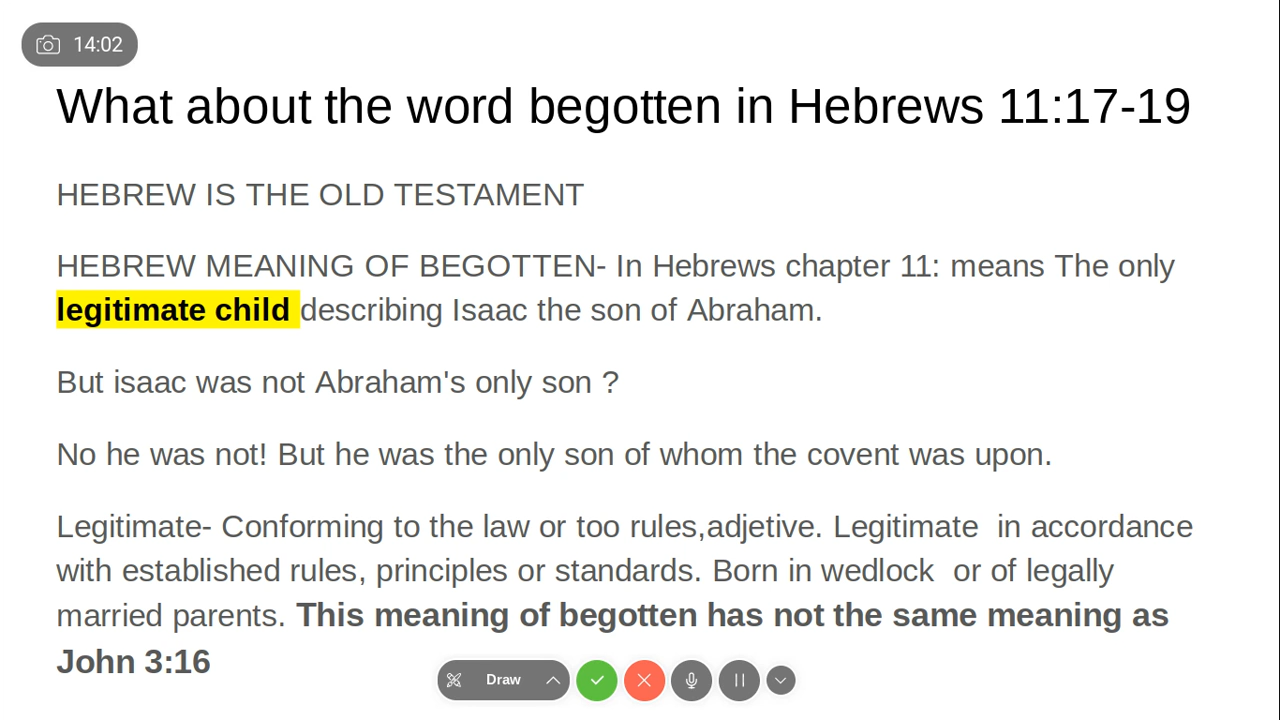 14:02
What about the word begotten in Hebrews 11:17-19
HEBREW IS THE OLD TESTAMENT
HEBREW MEANING OF BEGOTTEN- In Hebrews chapter 11: means The only
legitimate child describing Isaac the son of Abraham.
But isaac was not Abraham's only son ?
No he was not! But he was the only son of whom the covent was upon.
Legitimate- Conforming to the law or too rules,adjetive. Legitimate  in accordance
with established rules, principles or standards. Born in wedlock  or of legally
married parents. This meaning of begotten has not the same meaning as
John 3:16
Draw